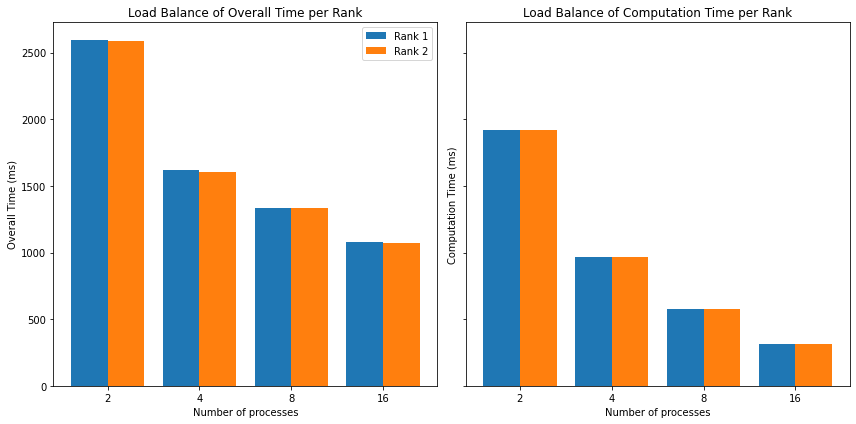 Load Balance of Overall Time per Rank
Rank 1
Rank 2
Overall Time (ms)
2500
2000
1500
1000
500
0
2 4 8 16
Number of processes
Load Balance of Computation Time per Rank
Computation Time (ms)
2 4 8 16
Number of processes